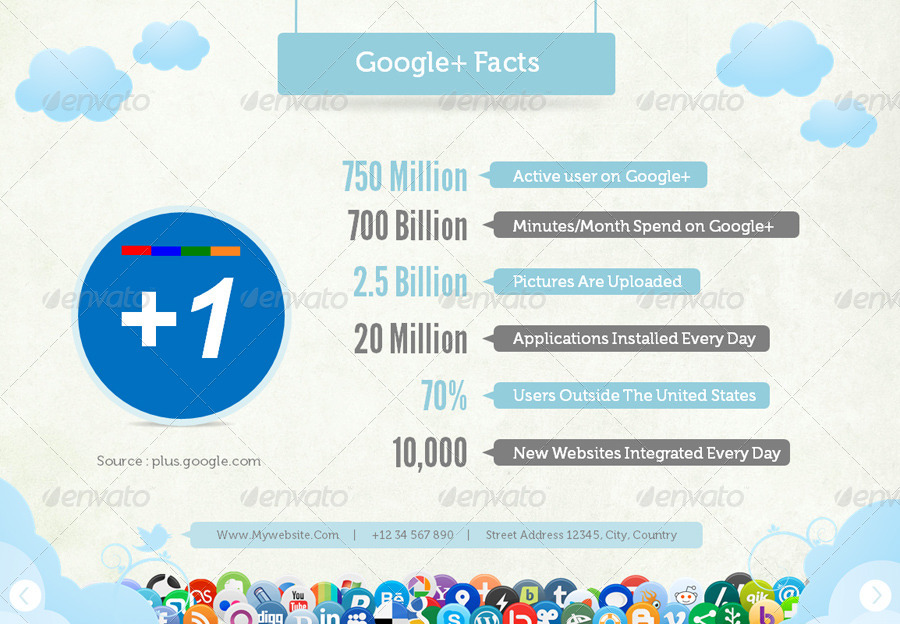 Google+ Facts
750 Million Active user on Google+
700 Billion Minutes/Month Spend on Google+
2.5 Billion Pictures Are Uploaded
20 Million Applications Installed Every Day
70% Users Outside The United States
10,000 New Websites Integrated Every Day
+1
Source : plus.google.com
Www.Mywebsite.Com | +12 34 567 890 | Street Address 12345, City, Country
envato envato envato envato envato
envato envato envato envato envato
envato envato envato envato envato
You Tube
digg
in
Bē
qik